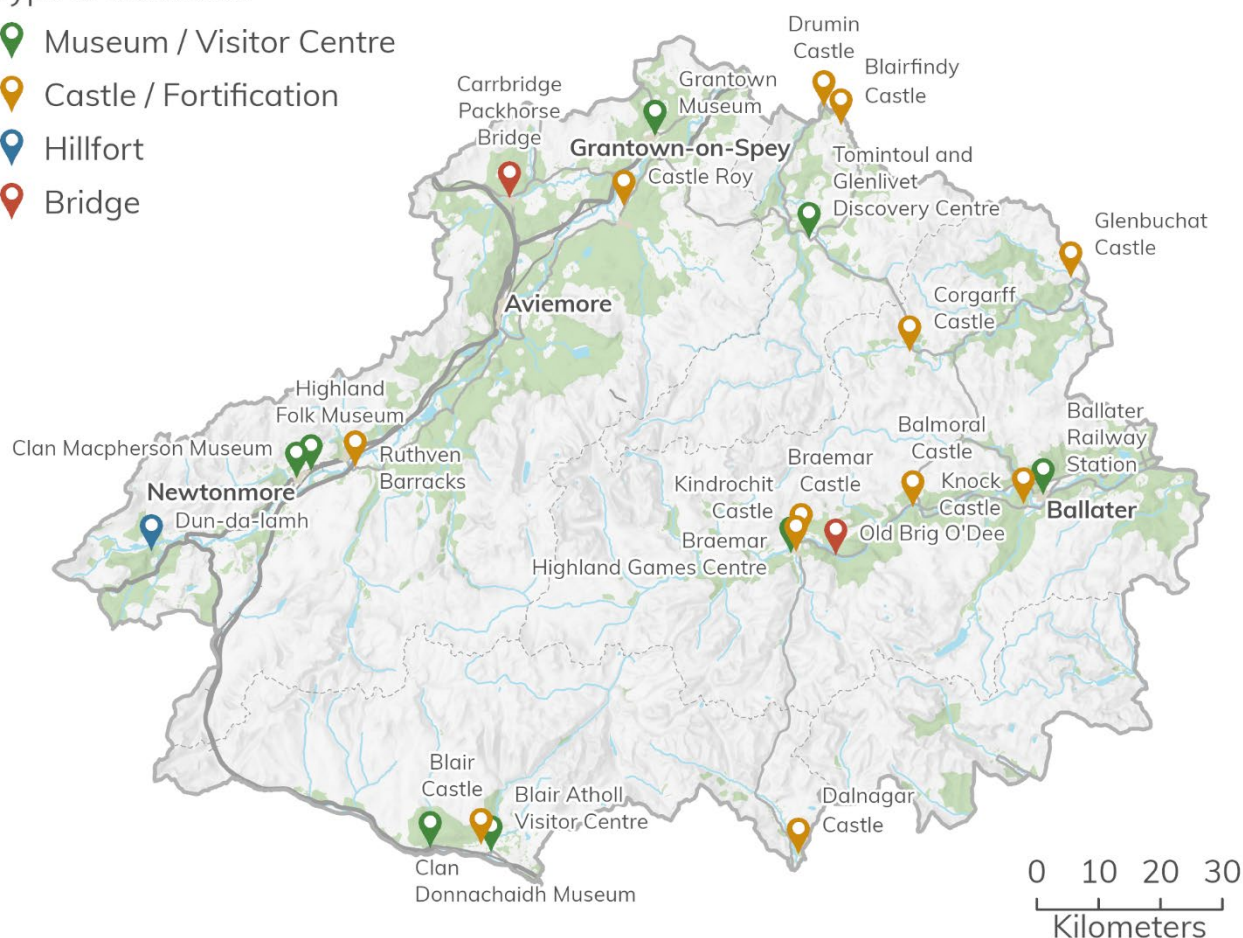 Museum / Visitor Centre
Castle / Fortification
Hillfort
Bridge
Drumin
Castle
Blairfindy
Castle
Carrbridge
Packhorse
Bridge
Grantown
Museum
Grantown-on-Spey
Castle Roy
Tomintoul and
Glenlivet
Discovery Centre
Glenbuchat
Castle
Corgarff
Castle
Aviemore
Highland
Folk Museum
Clan Macpherson Museum
Ruthven
Barracks
Newtonmore
Dun-da-lamh
Ballater
Railway
Station
Balmoral
Castle
Braemar
Castle
Kindrochit
Castle
Knock
Castle
Ballater
Old Brig O'Dee
Braemar
Highland Games Centre
Blair
Castle
Blair Atholl
Visitor Centre
Clan
Donnachaidh Museum
Dalnagar
Castle
0 10 20 30
Kilometers